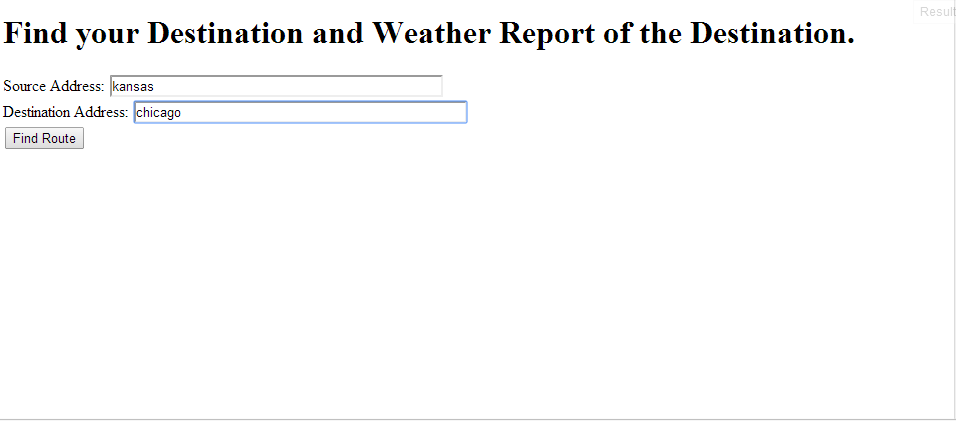 Result
Find your Destination and Weather Report of the Destination.
Source Address: kansas
Destination Address: chicago
Find Route